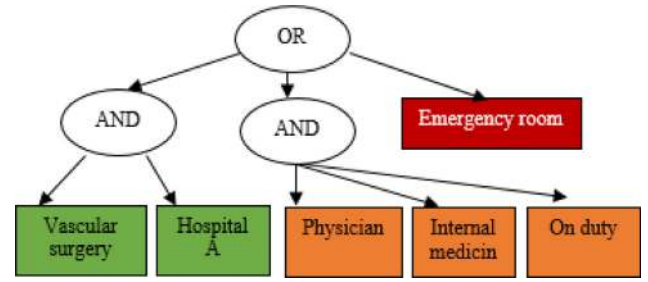 OR
AND
AND
Emergency room
Vascular
surgery
Hospital
A
Physician
Internal
medicin
On duty